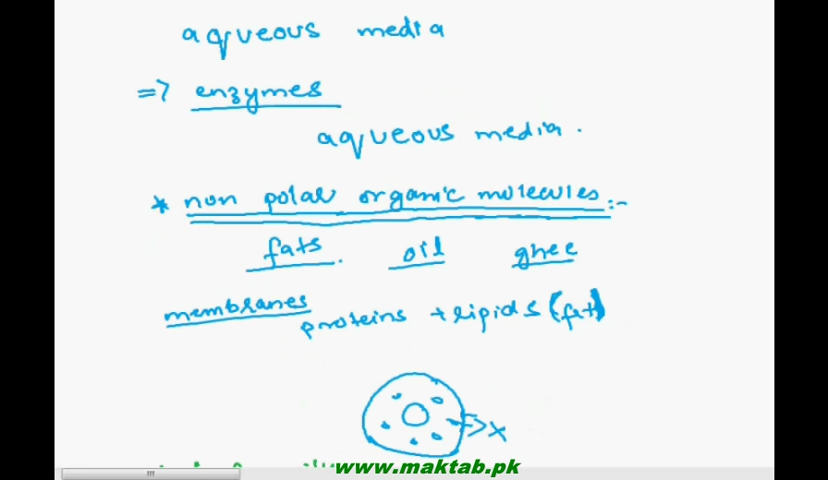 aqueous media
=> enzymes
aqueous media.
* non polar organic molecules:-
fats. oil ghee
membranes proteins + lipids (fat)
x
www.maktab.pk